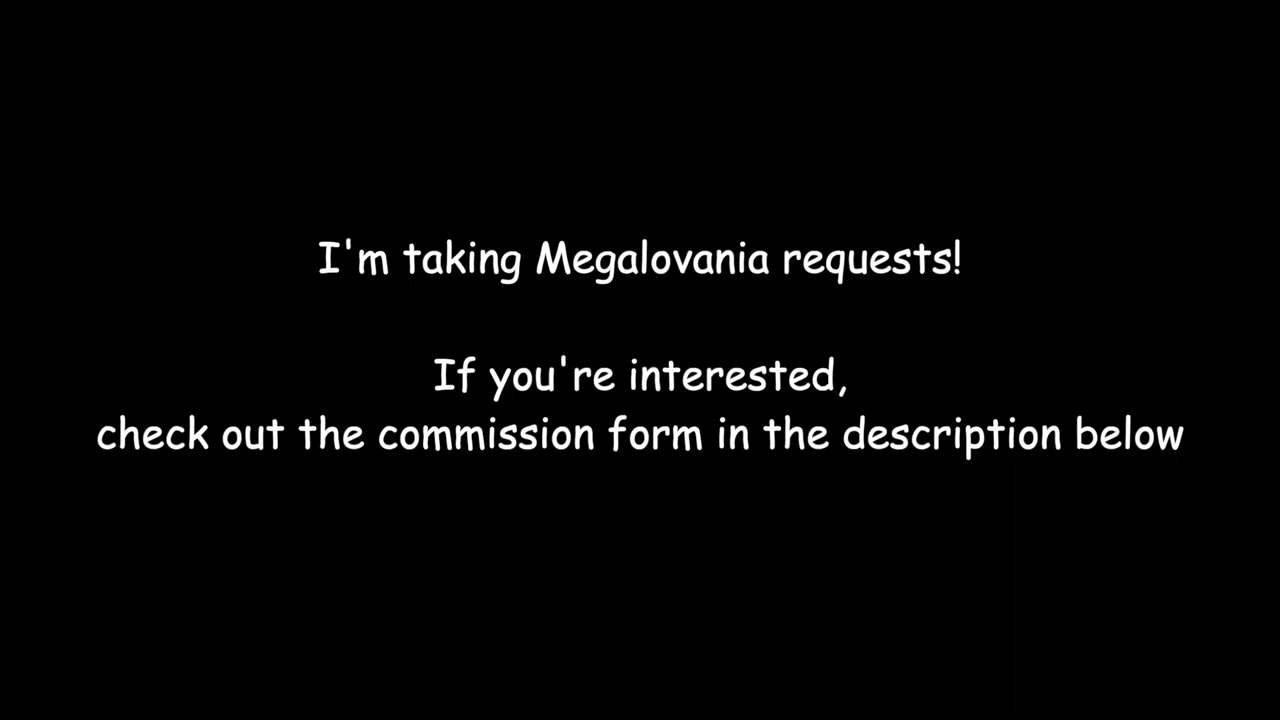 I'm taking Megalovania requests!
If you're interested,
check out the commission form in the description below